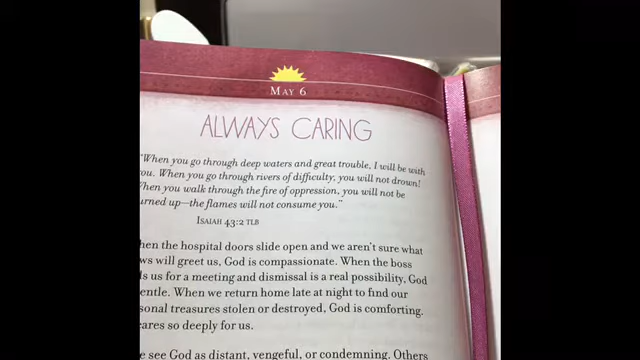 MAY 6
ALWAYS CARING
"When you go through deep waters and great trouble, I will be with
ou. When you go through rivers of difficulty, you will not drown!
When you walk through the fire of oppression, you will not be
urned up—the flames will not consume you."
ISAIAH 43:2 TLB
hen the hospital doors slide open and we aren't sure what
ws will greet us, God is compassionate. When the boss
ls us for a meeting and dismissal is a real possibility, God
entle. When we return home late at night to find our
sonal treasures stolen or destroyed, God is comforting.
ares so deeply for us.
e see God as distant, vengeful, or condemning. Others